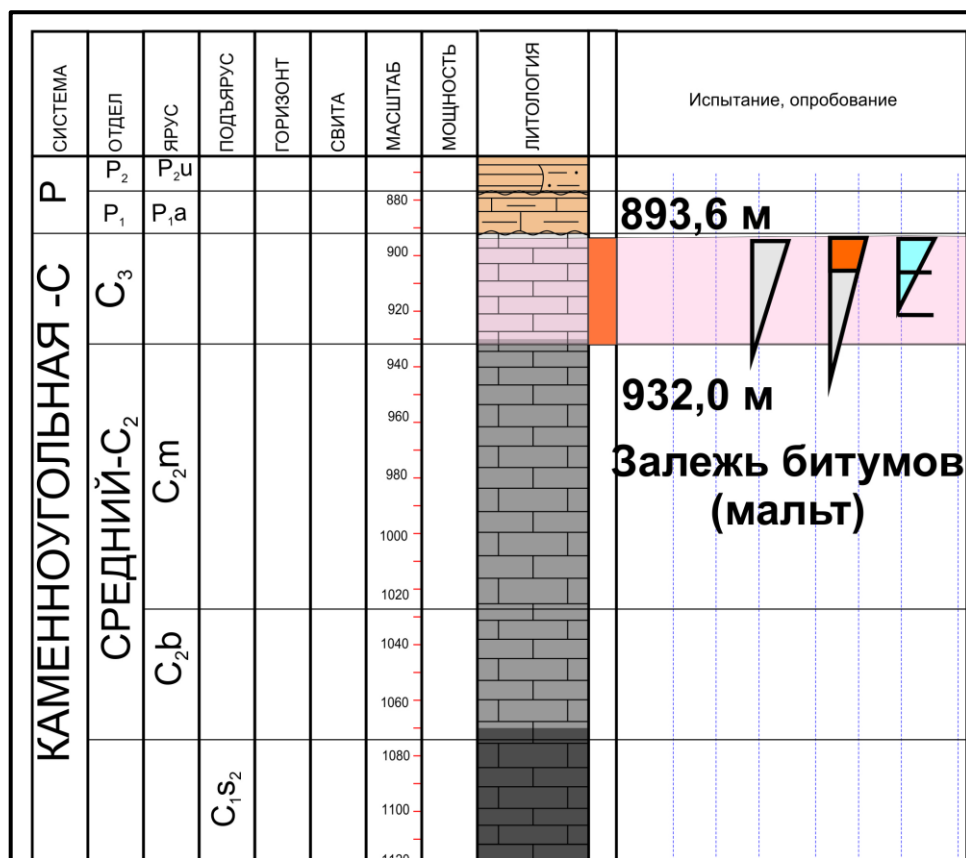 СИСТЕМА
ОТДЕЛ
ЯРУС
ПОДЪЯРУС
ГОРИЗОНТ
СВИТА
МАСШТАБ
МОЩНОСТЬ
ЛИТОЛОГИЯ
Испытание, опробование
P
P₂
P₂u
P₁
P₁a
880
893,6 м
КАМЕННОУГОЛЬНАЯ -С
C₃
900
920
932,0 м
СРЕДНИЙ-С₂
C₂m
940
960
980
1000
1020
Залежь битумов
(мальт)
C₂b
1040
1060
C₁s₂
1080
1100
1120